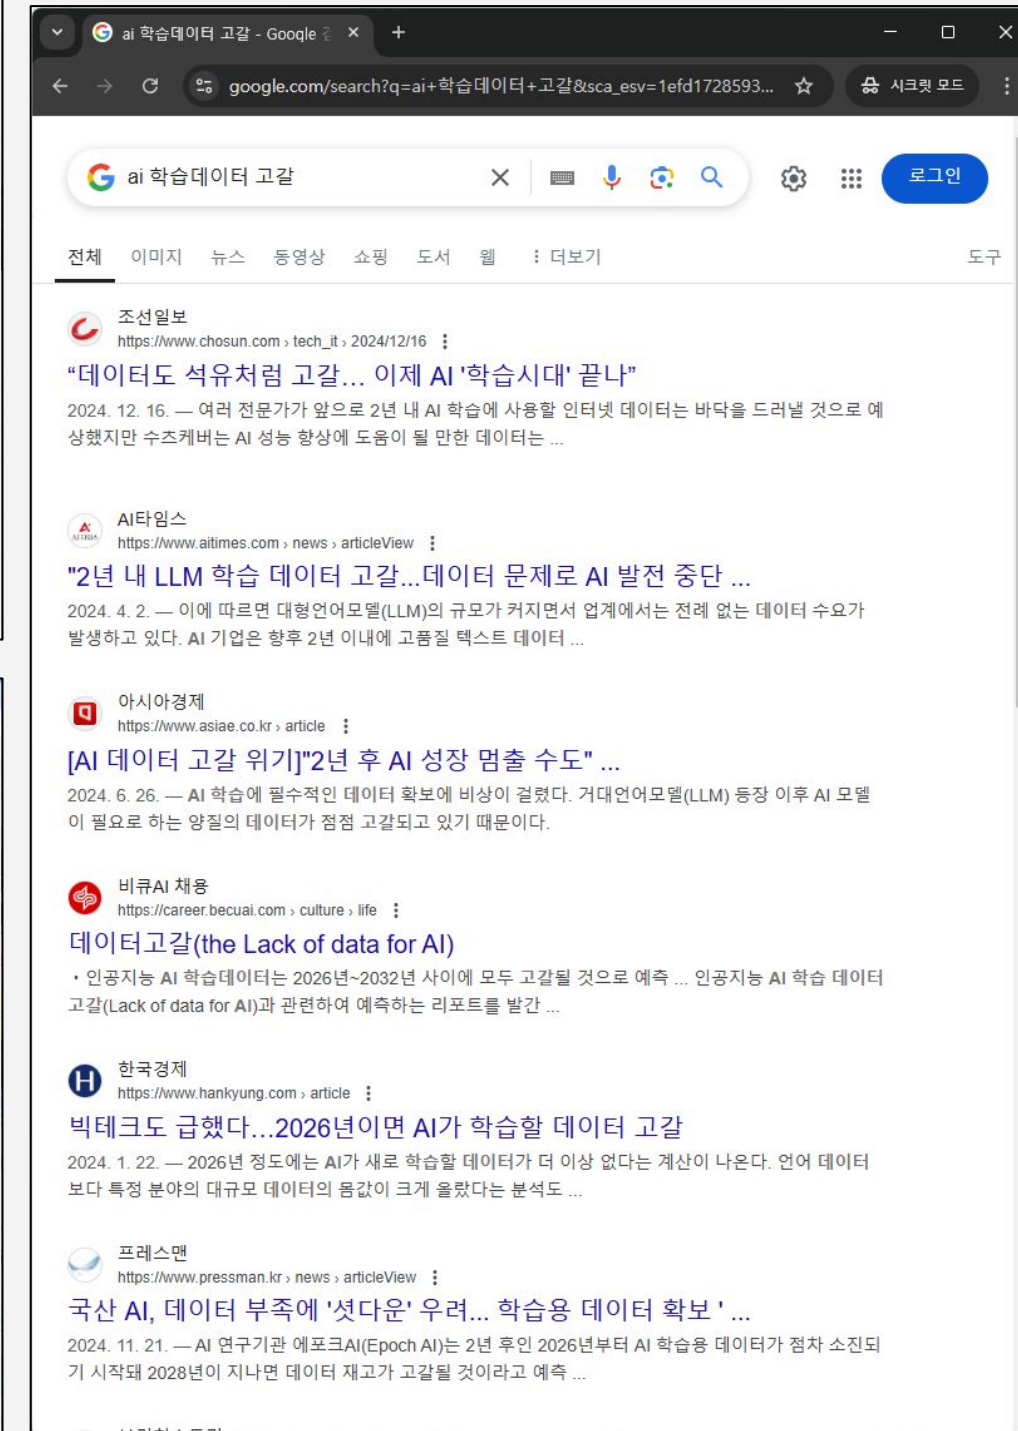 ai 학습데이터 고갈 - Google 검
google.com/search?q=ai+학습데이터+고갈&sca_esv=1efd1728593...
시크릿 모드
ai 학습데이터 고갈
로그인
전체 이미지 뉴스 동영상 쇼핑 도서 웹 더보기 도구
조선일보
https://www.chosun.com › tech_it › 2024/12/16
“데이터도 석유처럼 고갈… 이제 AI '학습시대' 끝나”
2024. 12. 16. — 여러 전문가가 앞으로 2년 내 AI 학습에 사용할 인터넷 데이터는 바닥을 드러낼 것으로 예
상했지만 수츠케버는 AI 성능 향상에 도움이 될 만한 데이터는 ...
AI타임스
https://www.aitimes.com › news › articleView
"2년 내 LLM 학습 데이터 고갈...데이터 문제로 AI 발전 중단 ...
2024. 4. 2. — 이에 따르면 대형언어모델(LLM)의 규모가 커지면서 업계에서는 전례 없는 데이터 수요가
발생하고 있다. AI 기업은 향후 2년 이내에 고품질 텍스트 데이터 ...
아시아경제
https://www.asiae.co.kr › article
[AI 데이터 고갈 위기]"2년 후 AI 성장 멈출 수도" ...
2024. 6. 26. — AI 학습에 필수적인 데이터 확보에 비상이 걸렸다. 거대언어모델(LLM) 등장 이후 AI 모델
이 필요로 하는 양질의 데이터가 점점 고갈되고 있기 때문이다.
비큐AI 채용
https://career.becuai.com › culture › life
데이터고갈(the Lack of data for AI)
・인공지능 AI 학습데이터는 2026년~2032년 사이에 모두 고갈될 것으로 예측 ... 인공지능 AI 학습 데이터
고갈(Lack of data for AI)과 관련하여 예측하는 리포트를 발간 ...
한국경제
https://www.hankyung.com › article
빅테크도 급했다…2026년이면 AI가 학습할 데이터 고갈
2024. 1. 22. — 2026년 정도에는 AI가 새로 학습할 데이터가 더 이상 없다는 계산이 나온다. 언어 데이터
보다 특정 분야의 대규모 데이터의 몸값이 크게 올랐다는 분석도 ...
프레스맨
https://www.pressman.kr › news › articleView
국산 AI, 데이터 부족에 '셧다운' 우려... 학습용 데이터 확보 ' ...
2024. 11. 21. — AI 연구기관 에포크AI(Epoch AI)는 2년 후인 2026년부터 AI 학습용 데이터가 점차 소진되
기 시작돼 2028년이 지나면 데이터 재고가 고갈될 것이라고 예측 ...